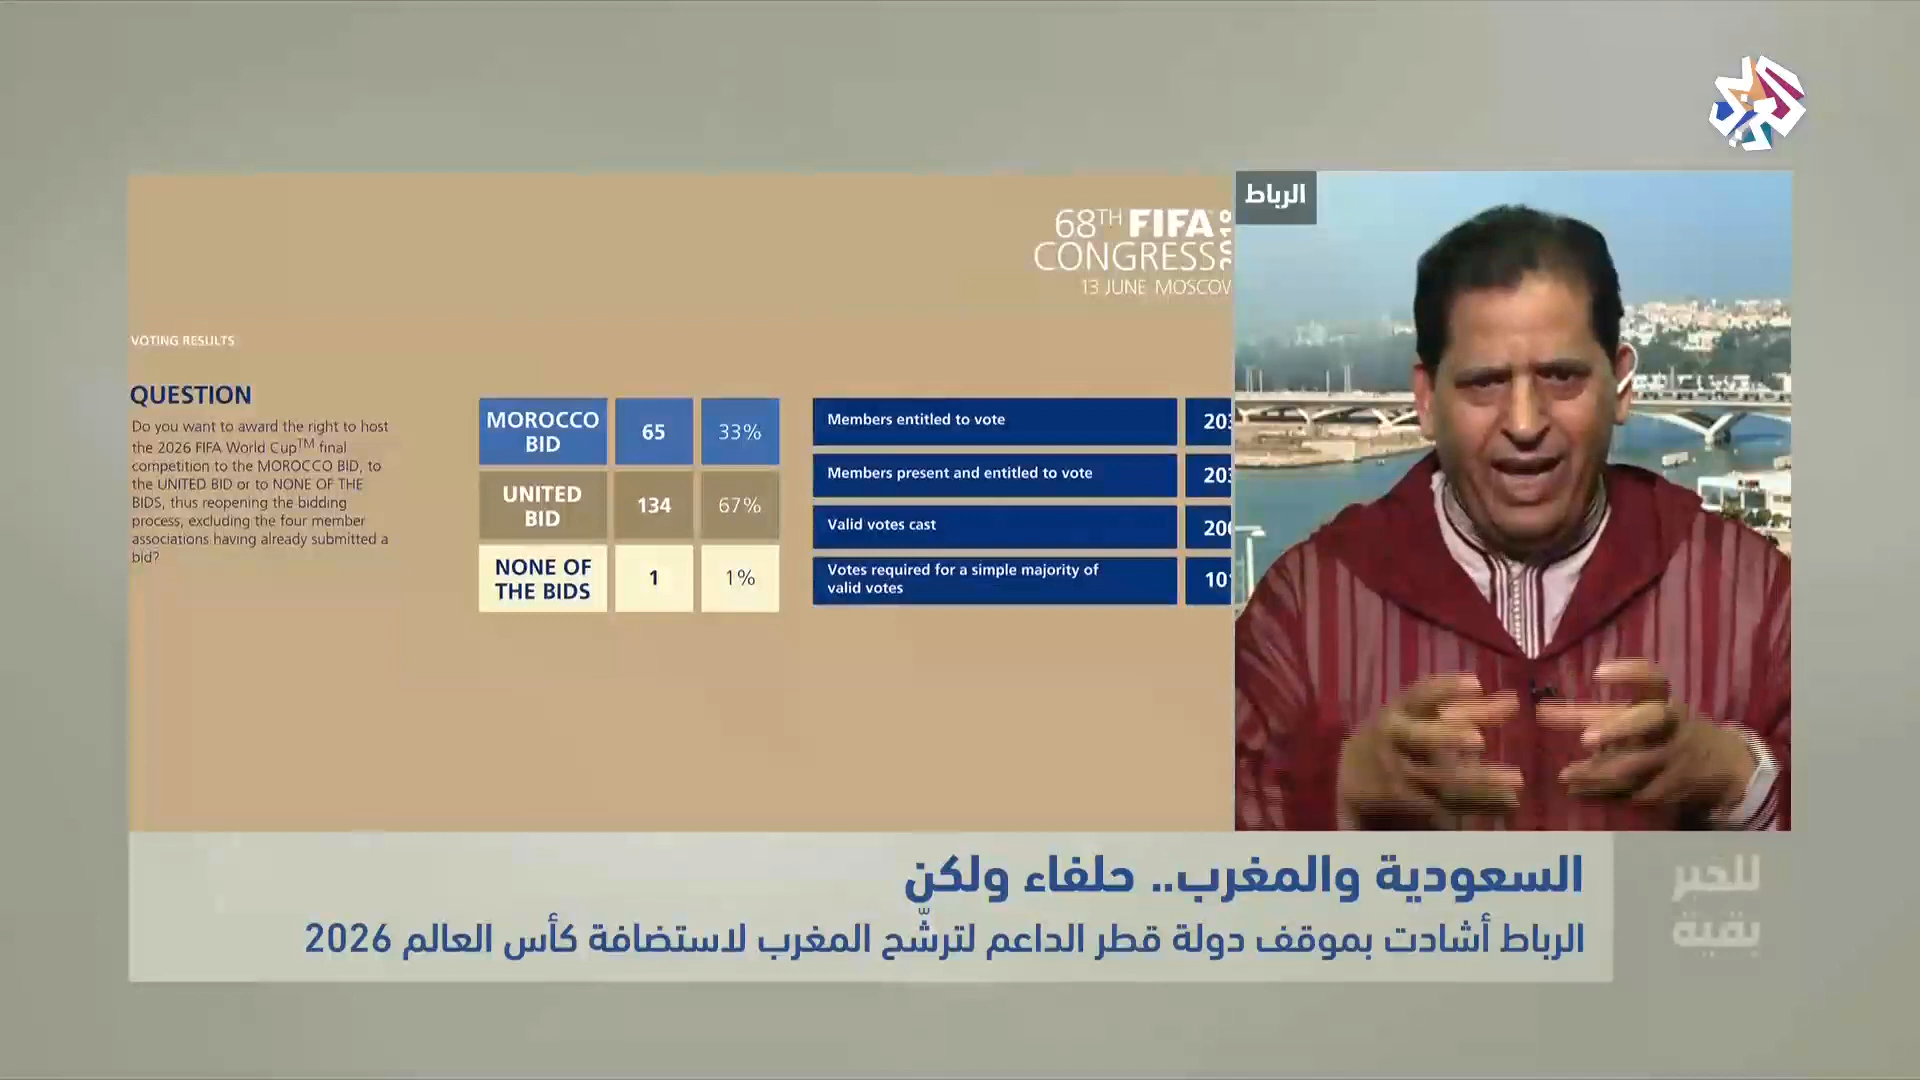 العربي
الرباط
68TH FIFA
CONGRESS 2018
13 JUNE MOSCOW
VOTING RESULTS
QUESTION
Do you want to award the right to host
the 2026 FIFA World Cup™ final
competition to the MOROCCO BID, to
the UNITED BID or to NONE OF THE
BIDS, thus reopening the bidding
process, excluding the four member
associations having already submitted a
bid?
MOROCCO
BID
65
33%
UNITED
BID
134
67%
NONE OF
THE BIDS
1
1%
Members entitled to vote
203
Members present and entitled to vote
203
Valid votes cast
200
Votes required for a simple majority of
valid votes
101
السعودية والمغرب.. حلفاء ولكن
الرباط أشادت بموقف دولة قطر الداعم لترشّح المغرب لاستضافة كأس العالم 2026
للخبر
بقية